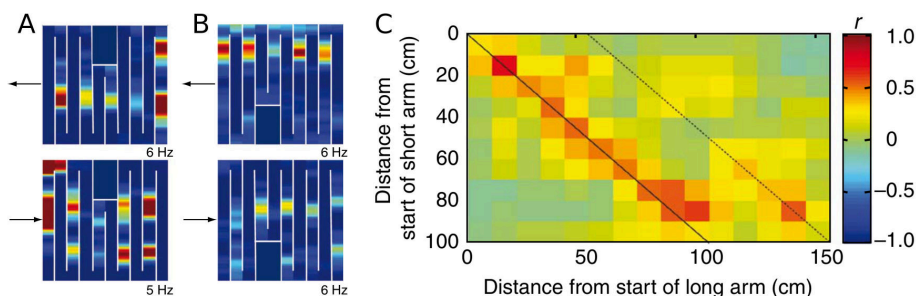 A
B
C
6 Hz
6 Hz
5 Hz
6 Hz
Distance from
start of short arm (cm)
0
20
40
60
80
100
0
50
100
150
Distance from start of long arm (cm)
r
1.0
0.5
0
−0.5
−1.0